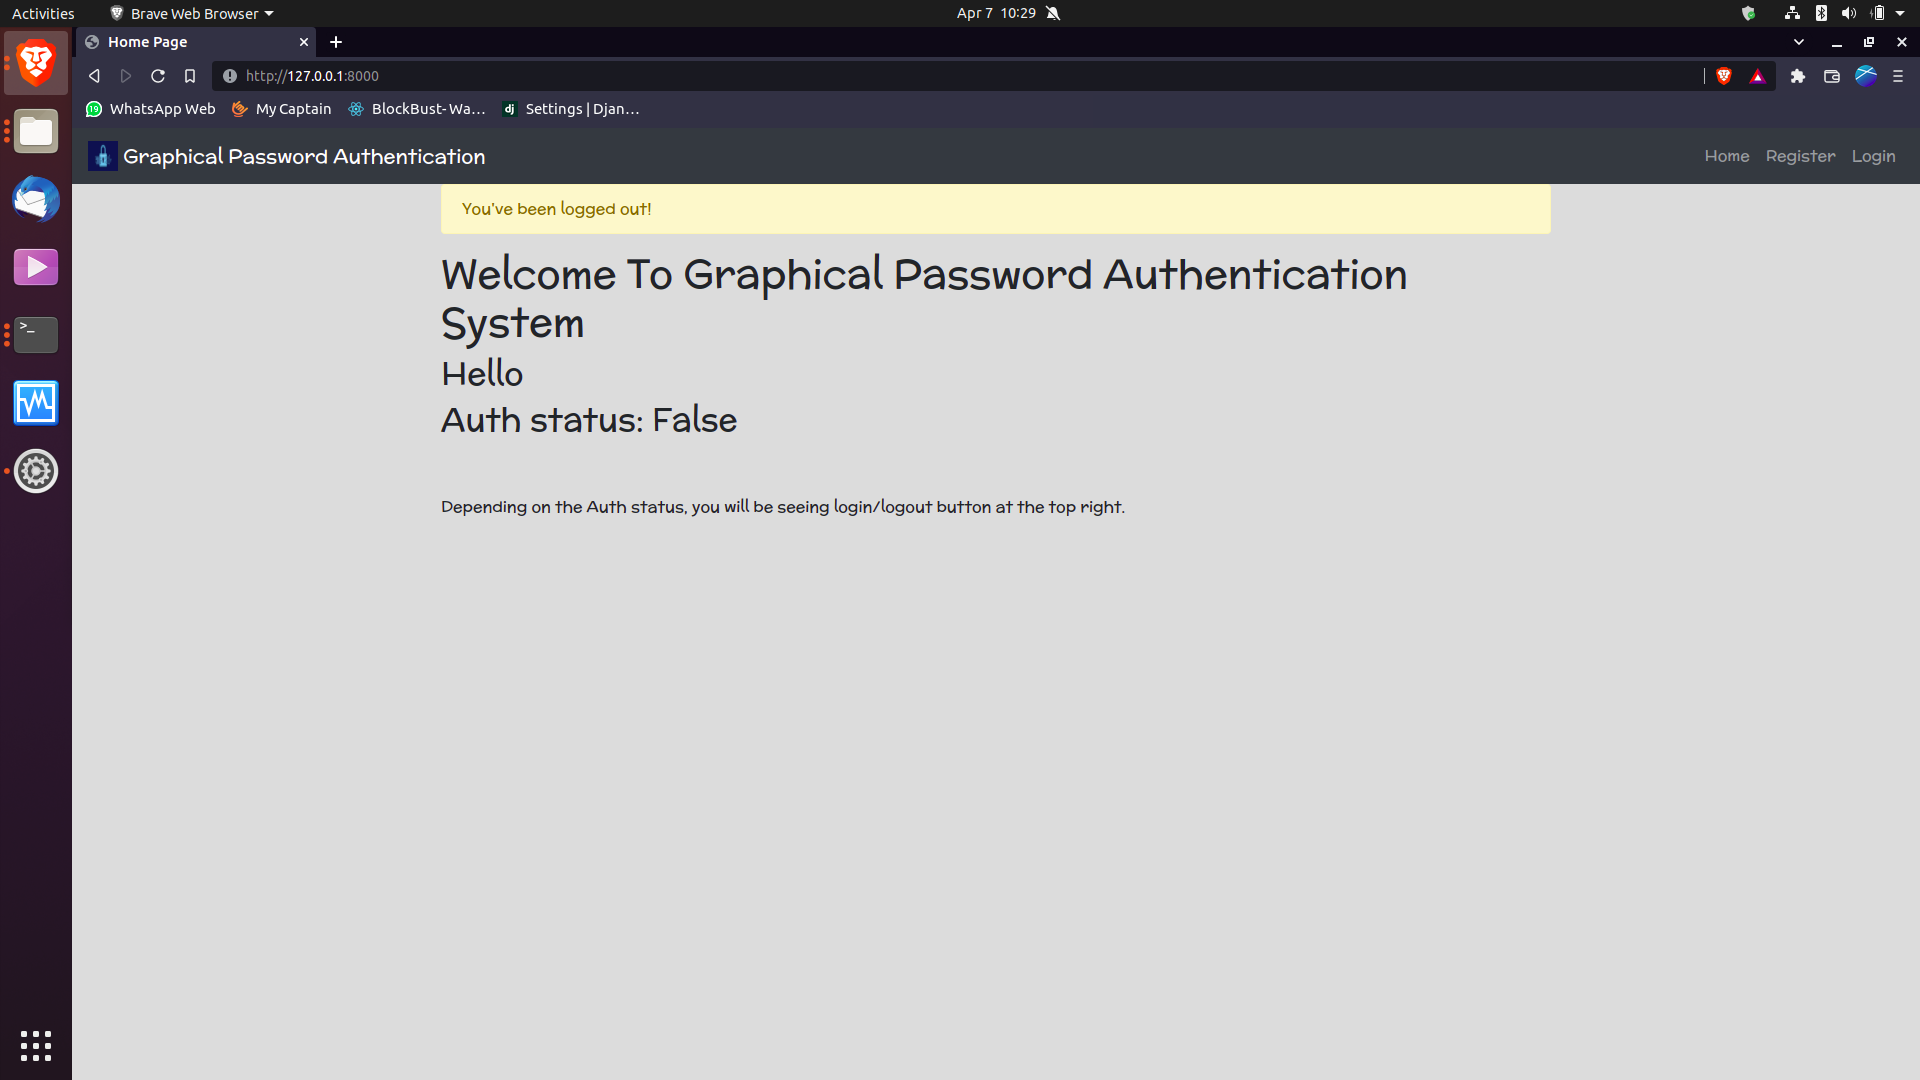 Activities
Brave Web Browser
Apr 7 10:29
Home Page
http://127.0.0.1:8000
19
WhatsApp Web
My Captain
BlockBust- Wa...
dj
Settings | Djan...
Graphical Password Authentication
Home
Register
Login
You've been logged out!
Welcome To Graphical Password Authentication
System
Hello
Auth status: False
Depending on the Auth status, you will be seeing login/logout button at the top right.
>_